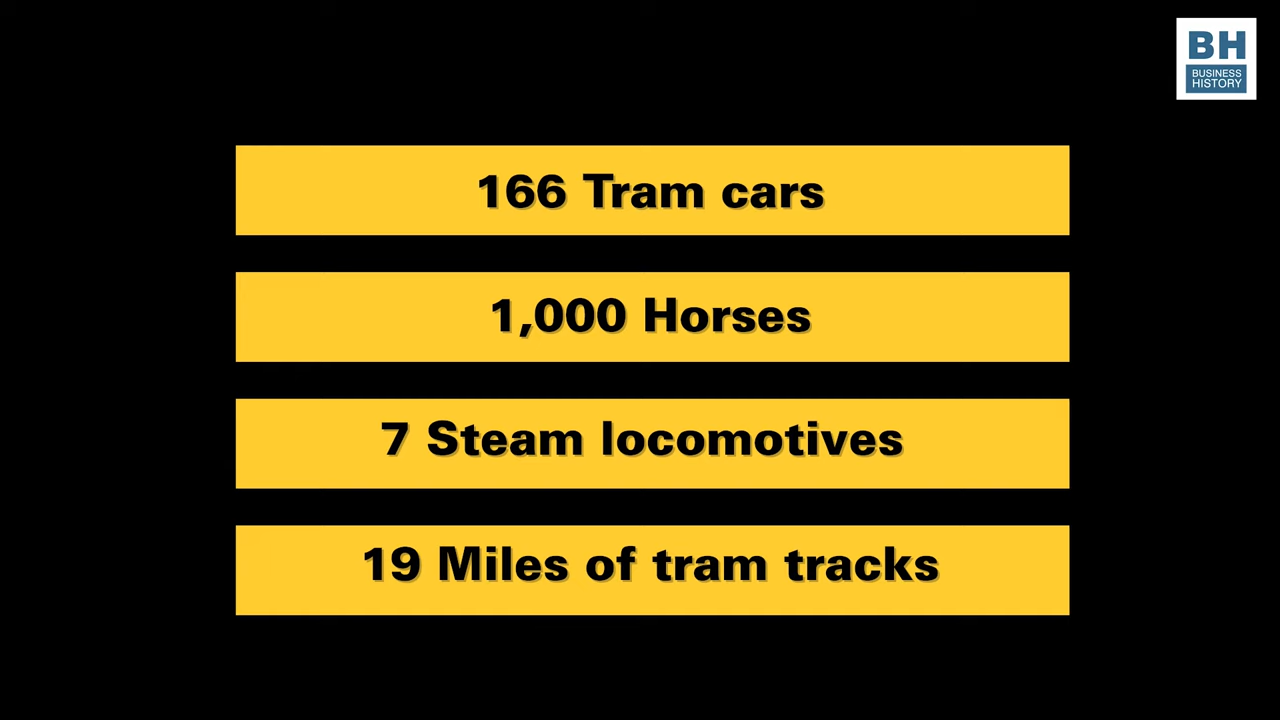 BH
BUSINESS
HISTORY
166 Tram cars
1,000 Horses
7 Steam locomotives
19 Miles of tram tracks